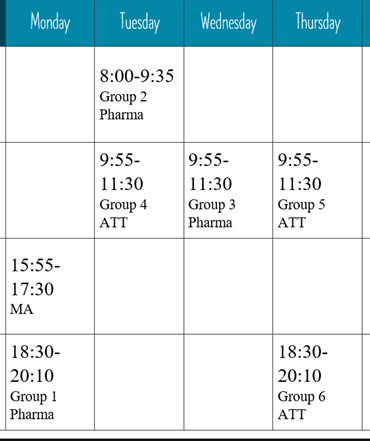 Monday Tuesday Wednesday Thursday
8:00-9:35
Group 2
Pharma
9:55-
11:30
Group 4
ATT
9:55-
11:30
Group 3
Pharma
9:55-
11:30
Group 5
ATT
15:55-
17:30
MA
18:30-
20:10
Group 1
Pharma
18:30-
20:10
Group 6
ATT